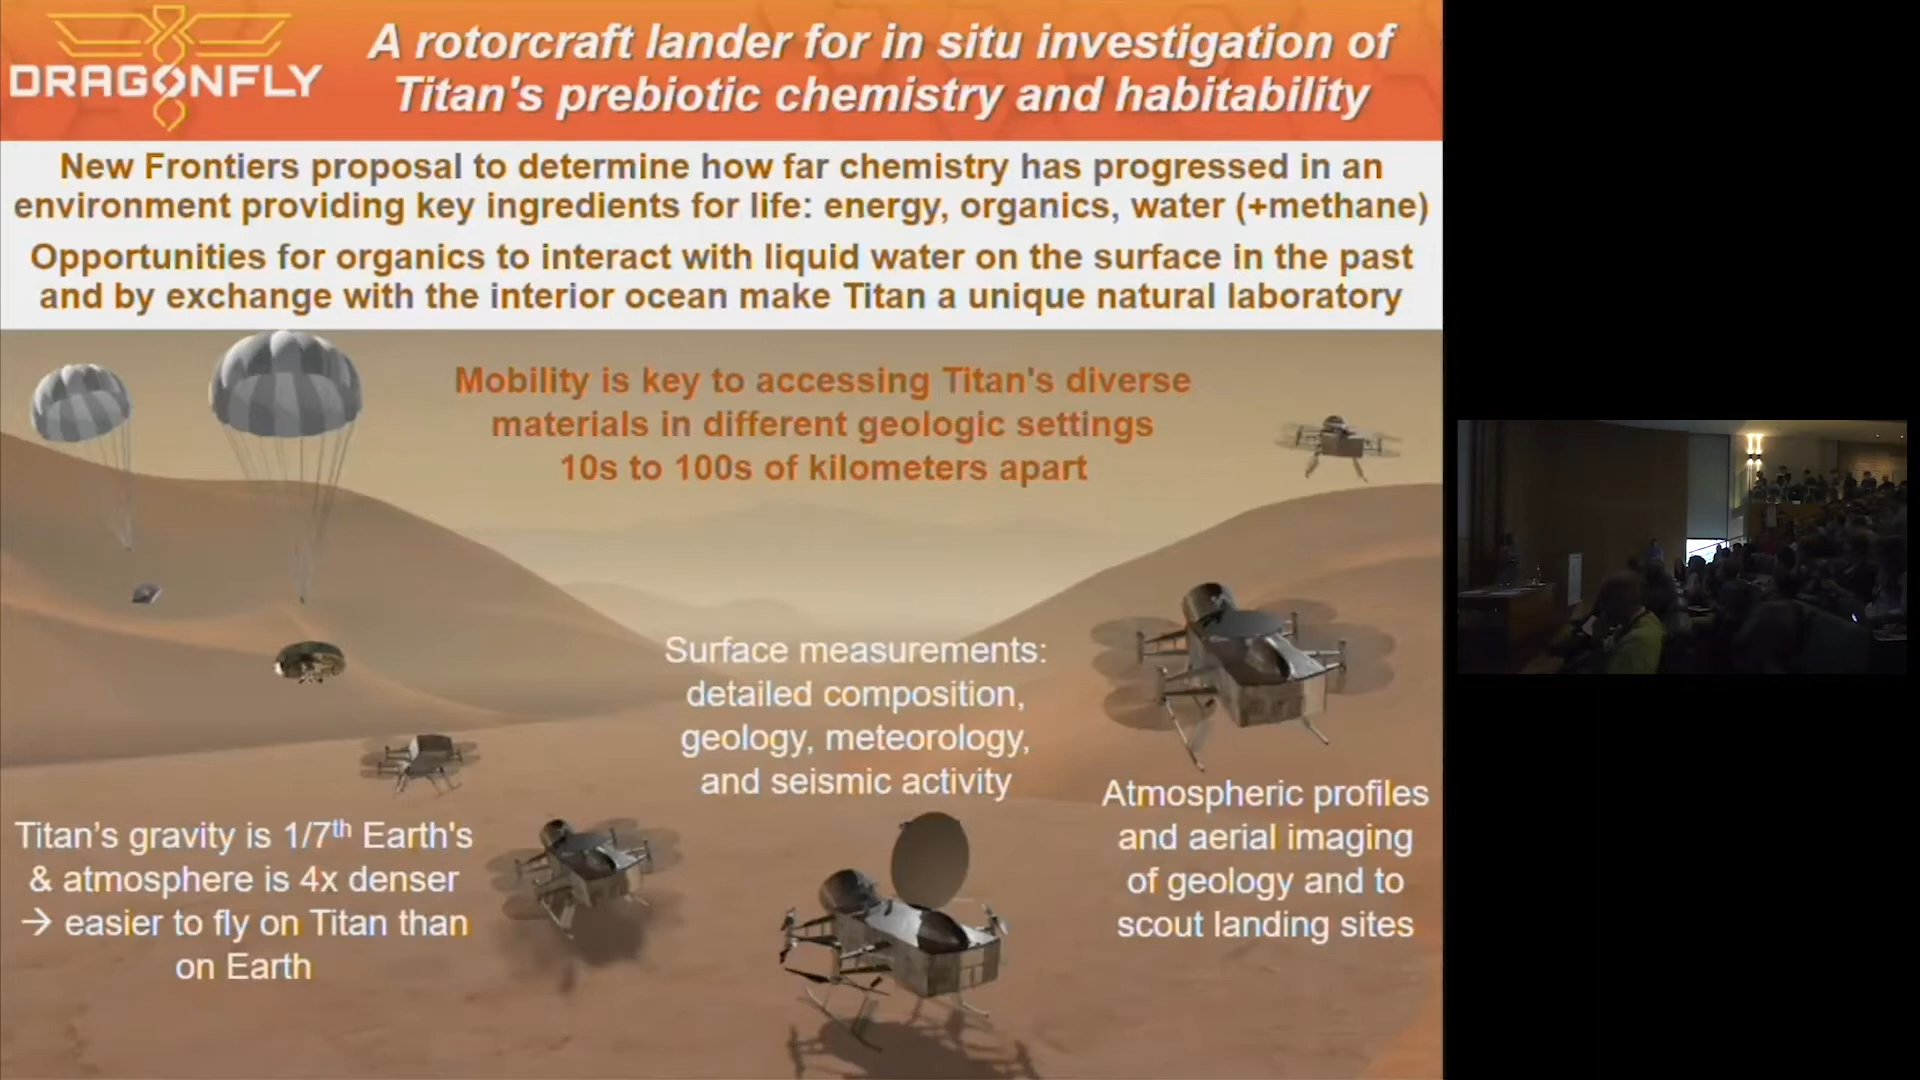 DRAGONFLY
A rotorcraft lander for in situ investigation of
Titan's prebiotic chemistry and habitability
New Frontiers proposal to determine how far chemistry has progressed in an
environment providing key ingredients for life: energy, organics, water (+methane)
Opportunities for organics to interact with liquid water on the surface in the past
and by exchange with the interior ocean make Titan a unique natural laboratory
Mobility is key to accessing Titan's diverse
materials in different geologic settings
10s to 100s of kilometers apart
Surface measurements:
detailed composition,
geology, meteorology,
and seismic activity
Titan’s gravity is 1/7th Earth's
& atmosphere is 4x denser
→ easier to fly on Titan than
on Earth
Atmospheric profiles
and aerial imaging
of geology and to
scout landing sites